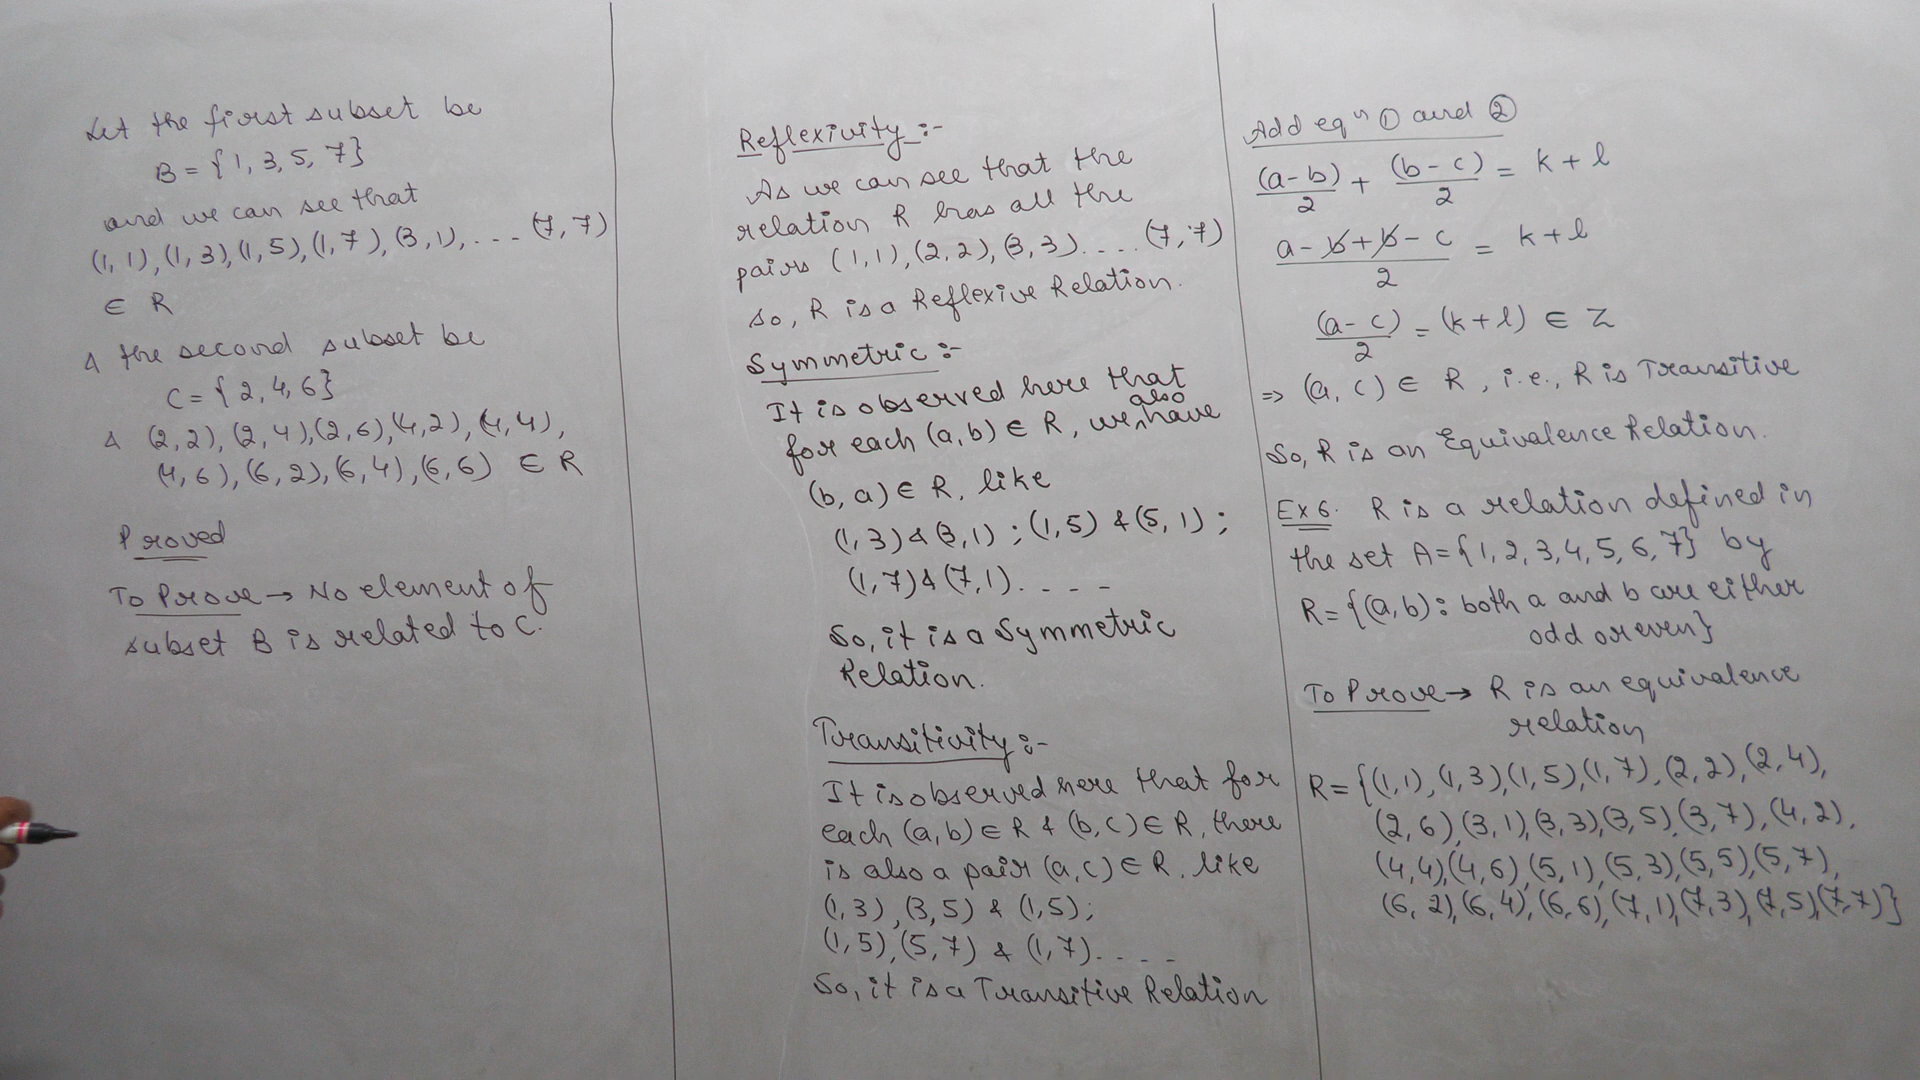 Let the first subset be
B = {1, 3, 5, 7}
and we can see that
(1, 1), (1, 3), (1, 5), (1, 7), (3, 1), . . . . (7, 7)
∈ R
& the second subset be
C = {2, 4, 6}
& (2, 2), (2, 4), (2, 6), (4, 2), (4, 4),
(4, 6), (6, 2), (6, 4), (6, 6) ∈ R
Proved
To Prove → No element of
subset B is related to C.
Reflexivity :-
As we can see that the
relation R has all the
pairs (1, 1), (2, 2), (3, 3) . . . . (7, 7)
So, R is a Reflexive Relation.
Symmetric :-
It is observed here that
for each (a, b) ∈ R, we also have
(b, a) ∈ R, like
(1, 3) & (3, 1) ; (1, 5) & (5, 1) ;
(1, 7) & (7, 1) . . . .
So, it is a Symmetric
Relation.
Transitivity :-
It is observed here that for
each (a, b) ∈ R & (b, c) ∈ R, there
is also a pair (a, c) ∈ R, like
(1, 3), (3, 5) & (1, 5) ;
(1, 5), (5, 7) & (1, 7) . . . .
So, it is a Transitive Relation
Add eqⁿ ① and ②
(a-b)/2 + (b-c)/2 = k + l
(a - b + b - c)/2 = k + l
(a - c)/2 = (k + l) ∈ Z
⇒ (a, c) ∈ R, i.e., R is Transitive
So, R is an Equivalence Relation.
Ex 6. R is a relation defined in
the set A = {1, 2, 3, 4, 5, 6, 7} by
R = {(a, b) : both a and b are either
odd or even}
To Prove → R is an equivalence
relation
R = {(1, 1), (1, 3), (1, 5), (1, 7), (2, 2), (2, 4),
(2, 6), (3, 1), (3, 3), (3, 5), (3, 7), (4, 2),
(4, 4), (4, 6), (5, 1), (5, 3), (5, 5), (5, 7),
(6, 2), (6, 4), (6, 6), (7, 1), (7, 3), (7, 5), (7, 7)}